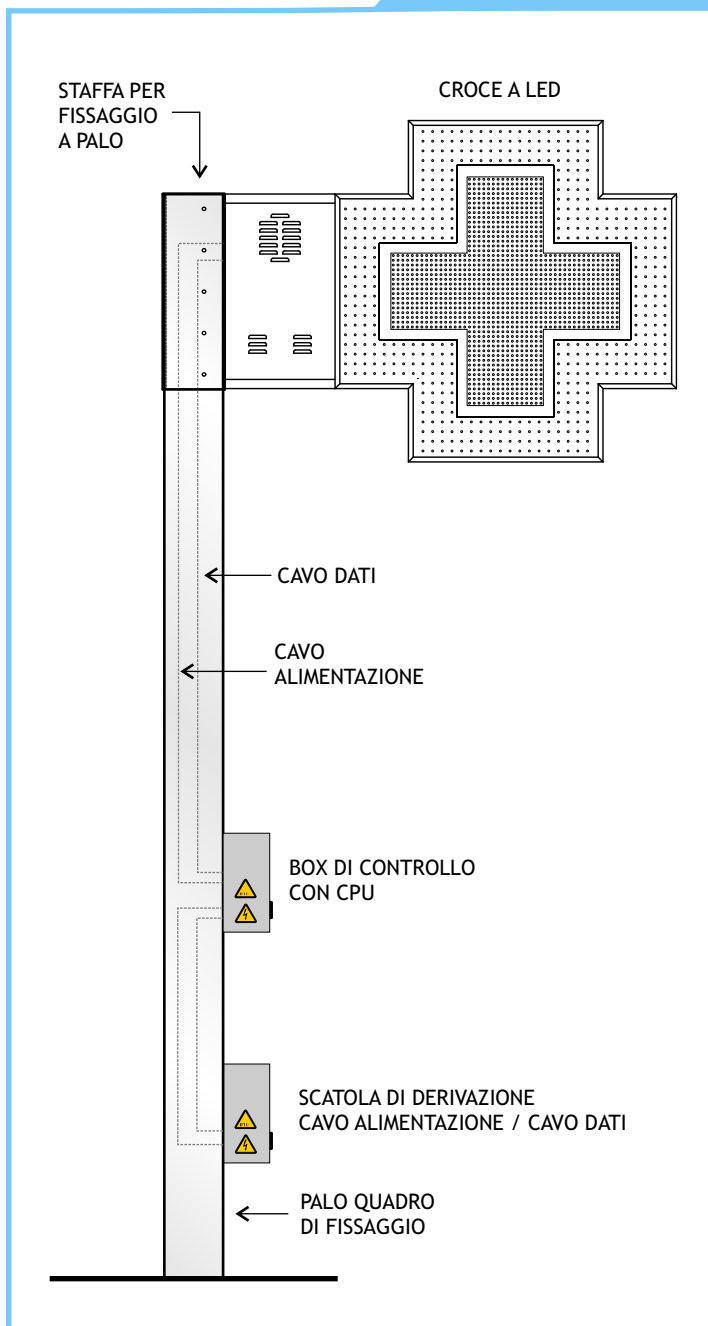 STAFFA PER
FISSAGGIO
A PALO
CROCE A LED
CAVO DATI
CAVO
ALIMENTAZIONE
BOX DI CONTROLLO
CON CPU
SCATOLA DI DERIVAZIONE
CAVO ALIMENTAZIONE / CAVO DATI
PALO QUADRO
DI FISSAGGIO